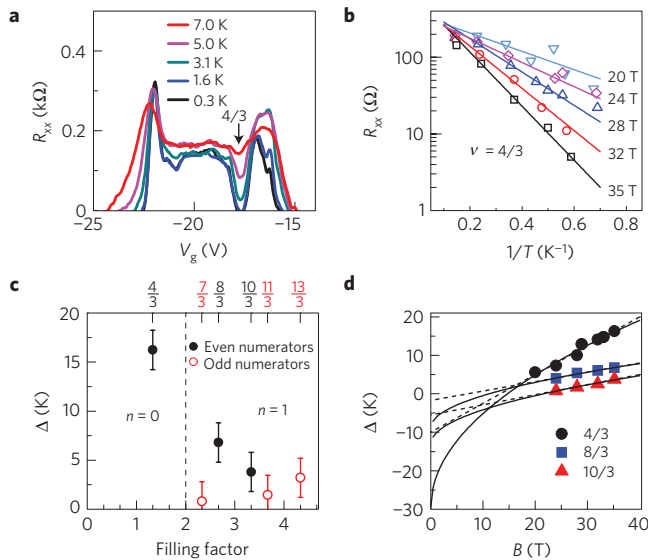 a
7.0 K
5.0 K
3.1 K
1.6 K
0.3 K
4/3
0.4
0.2
0
Rxx (kΩ)
−25
−20
−15
Vg (V)
b
100
10
1
Rxx (Ω)
20 T
24 T
28 T
32 T
35 T
ν = 4/3
0
0.2
0.4
0.6
0.8
1/T (K−1)
c
4/3 7/3 8/3 10/3 11/3 13/3
20
15
10
5
0
Δ (K)
Even numerators
Odd numerators
n = 0
n = 1
0 1 2 3 4
Filling factor
d
20
10
0
−10
−20
−30
Δ (K)
4/3
8/3
10/3
0 10 20 30 40
B (T)